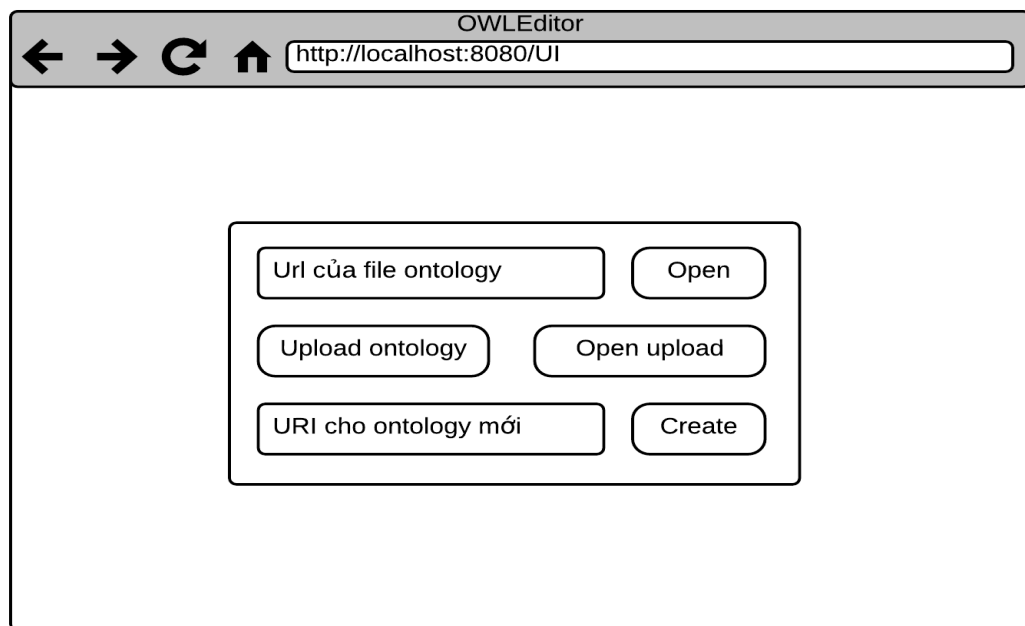 OWLEditor
http://localhost:8080/UI
Url của file ontology
Open
Upload ontology
Open upload
URI cho ontology mới
Create